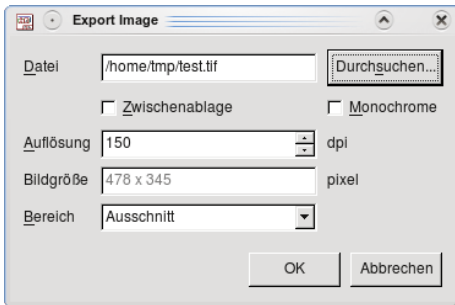 Export Image
Datei /home/tmp/test.tif Durchsuchen...
Zwischenablage Monochrome
Auflösung 150 dpi
Bildgröße 478 x 345 pixel
Bereich Ausschnitt
OK Abbrechen